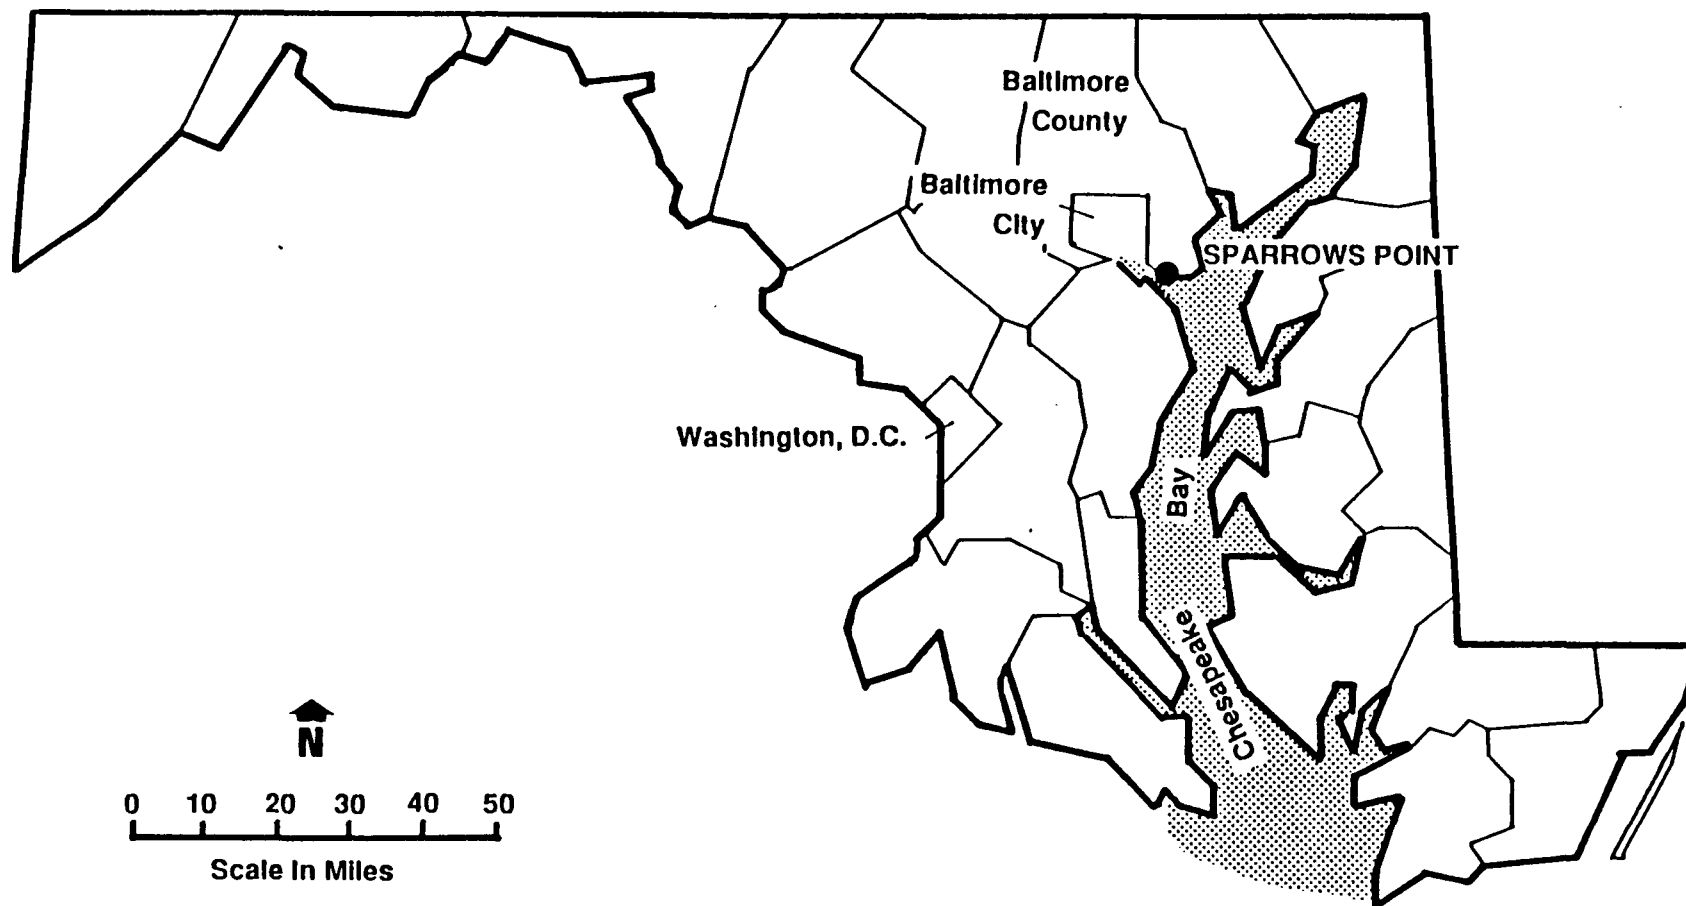 Baltimore
County
Baltimore
City
SPARROWS POINT
Washington, D.C.
Bay
Chesapeake
N
0 10 20 30 40 50
Scale In Miles